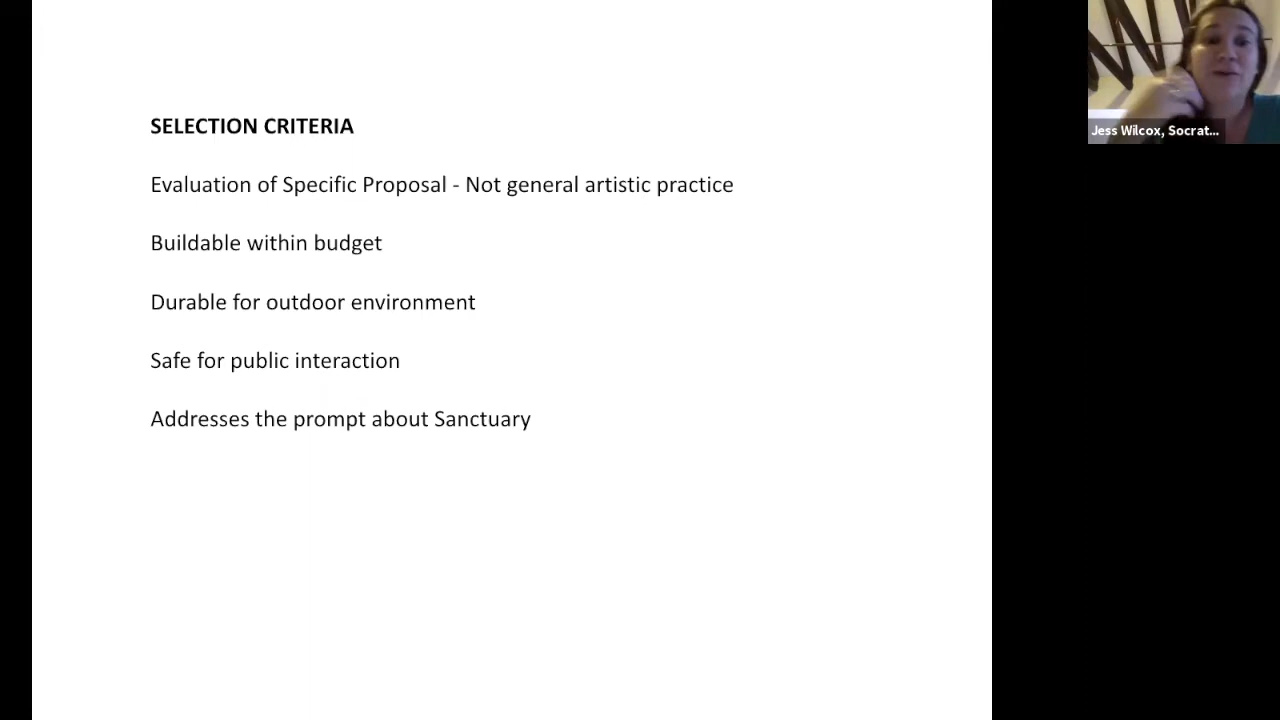 SELECTION CRITERIA
Evaluation of Specific Proposal - Not general artistic practice
Buildable within budget
Durable for outdoor environment
Safe for public interaction
Addresses the prompt about Sanctuary
Jess Wilcox, Socrat...